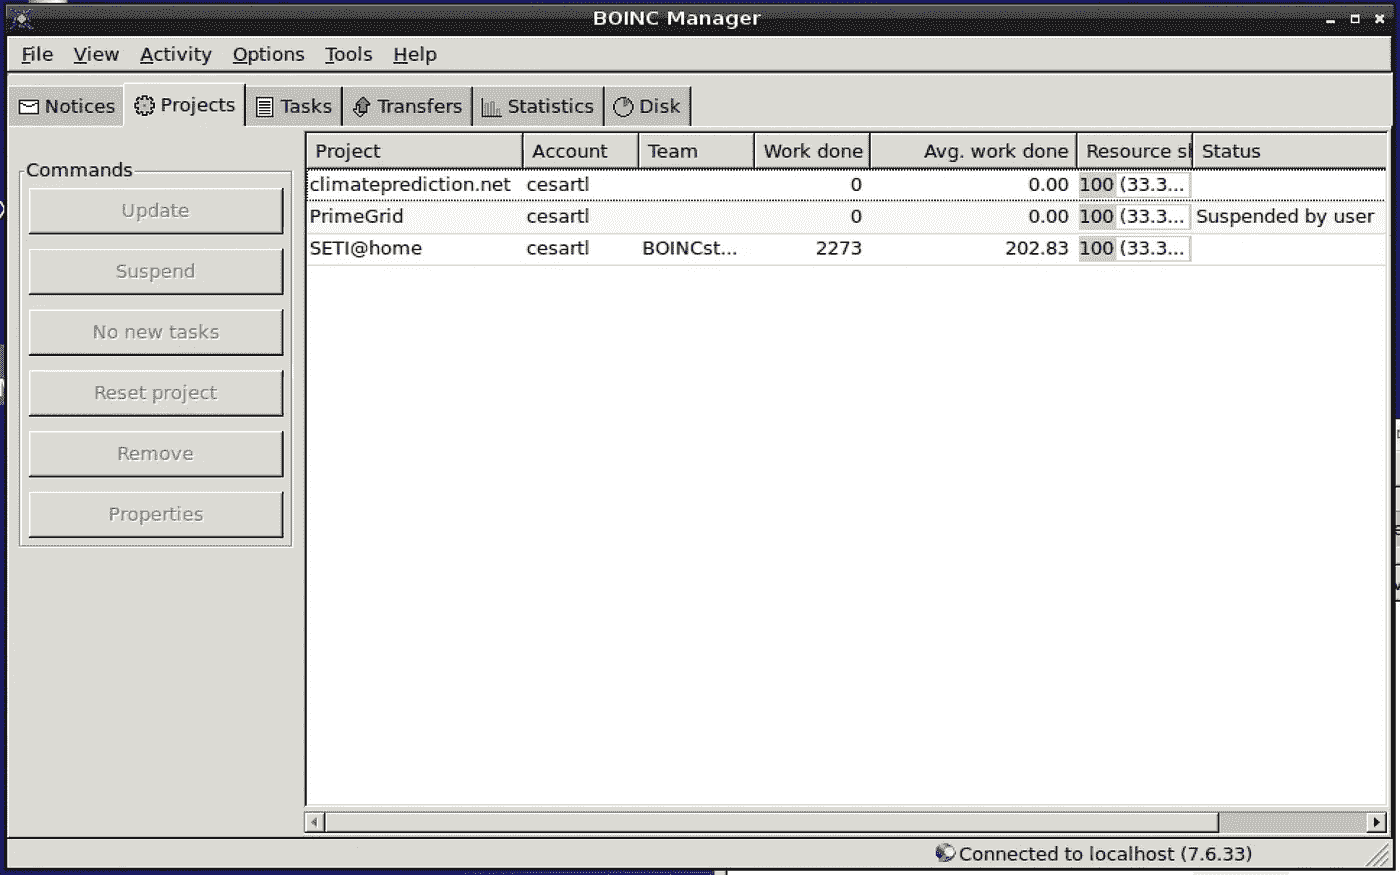 BOINC Manager
File View Activity Options Tools Help
Notices Projects Tasks Transfers Statistics Disk
Commands
Update
Suspend
No new tasks
Reset project
Remove
Properties
Project Account Team Work done Avg. work done Resource sh Status
climateprediction.net cesartl 0 0.00 100 (33.3...
PrimeGrid cesartl 0 0.00 100 (33.3... Suspended by user
SETI@home cesartl BOINCst... 2273 202.83 100 (33.3...
Connected to localhost (7.6.33)